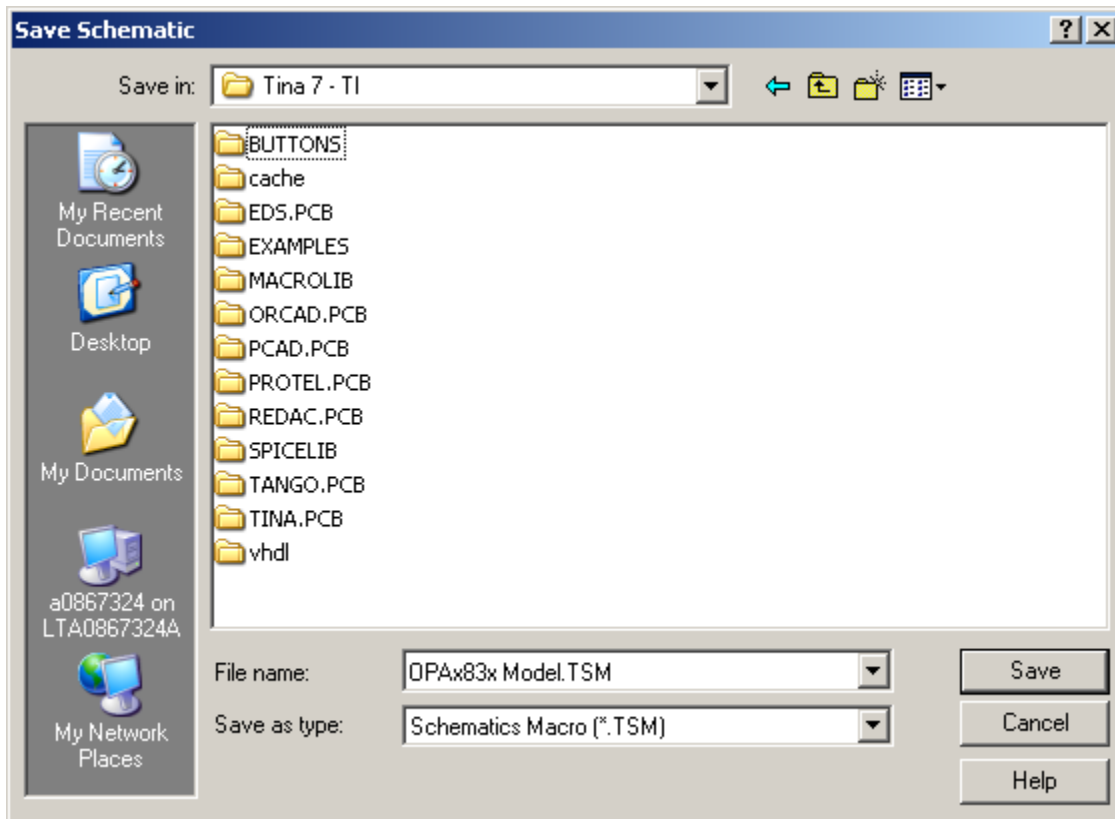 Save Schematic
Save in:
Tina 7 - TI
My Recent
Documents
Desktop
My Documents
a0867324 on
LTA0867324A
My Network
Places
BUTTONS
cache
EDS.PCB
EXAMPLES
MACROLIB
ORCAD.PCB
PCAD.PCB
PROTEL.PCB
REDAC.PCB
SPICELIB
TANGO.PCB
TINA.PCB
vhdl
File name:
OPAx83x Model.TSM
Save
Save as type:
Schematics Macro (*.TSM)
Cancel
Help